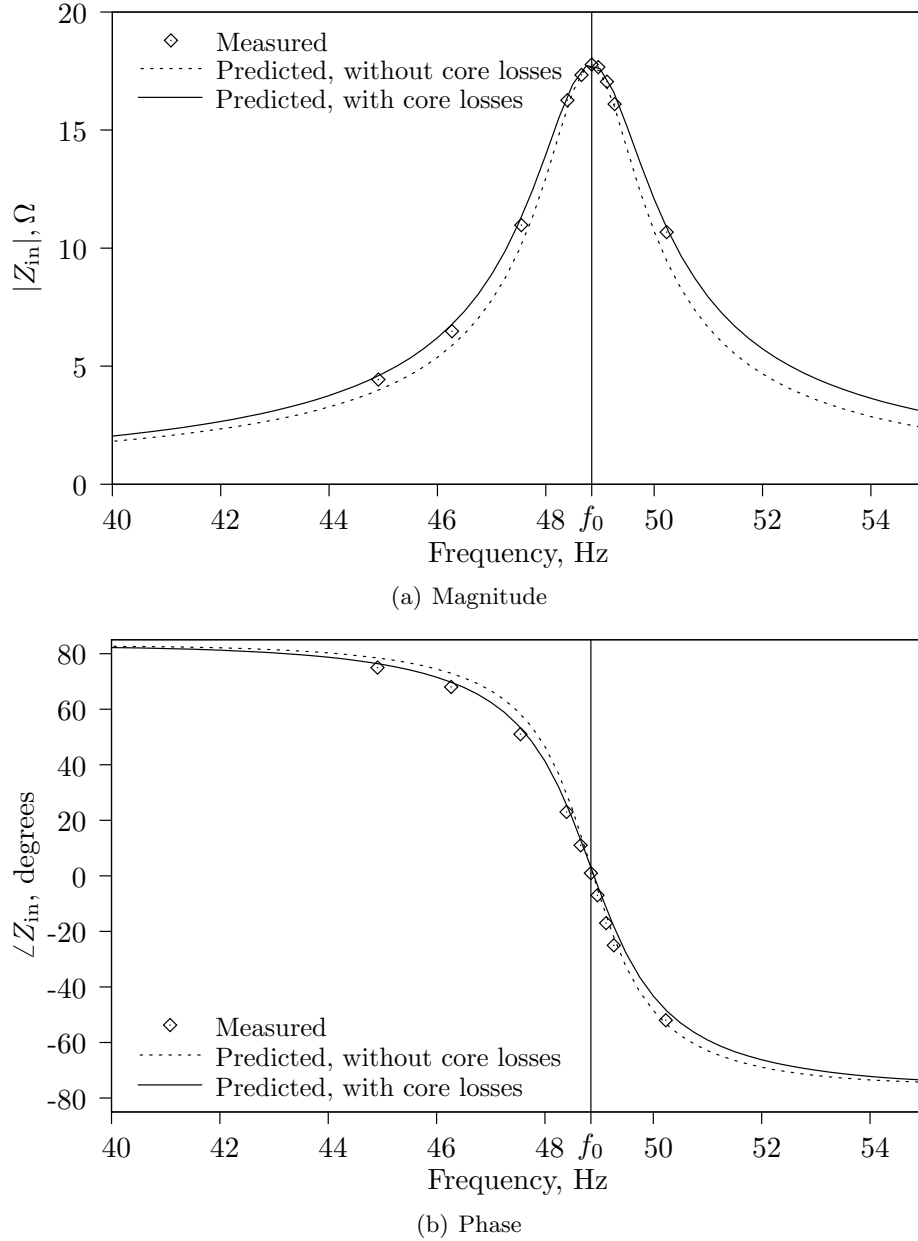 20
15
10
5
0
|Z_in|, Ω
Measured
Predicted, without core losses
Predicted, with core losses
40 42 44 46 48 f_0 50 52 54
Frequency, Hz
(a) Magnitude
80
60
40
20
0
-20
-40
-60
-80
∠Z_in, degrees
Measured
Predicted, without core losses
Predicted, with core losses
40 42 44 46 48 f_0 50 52 54
Frequency, Hz
(b) Phase